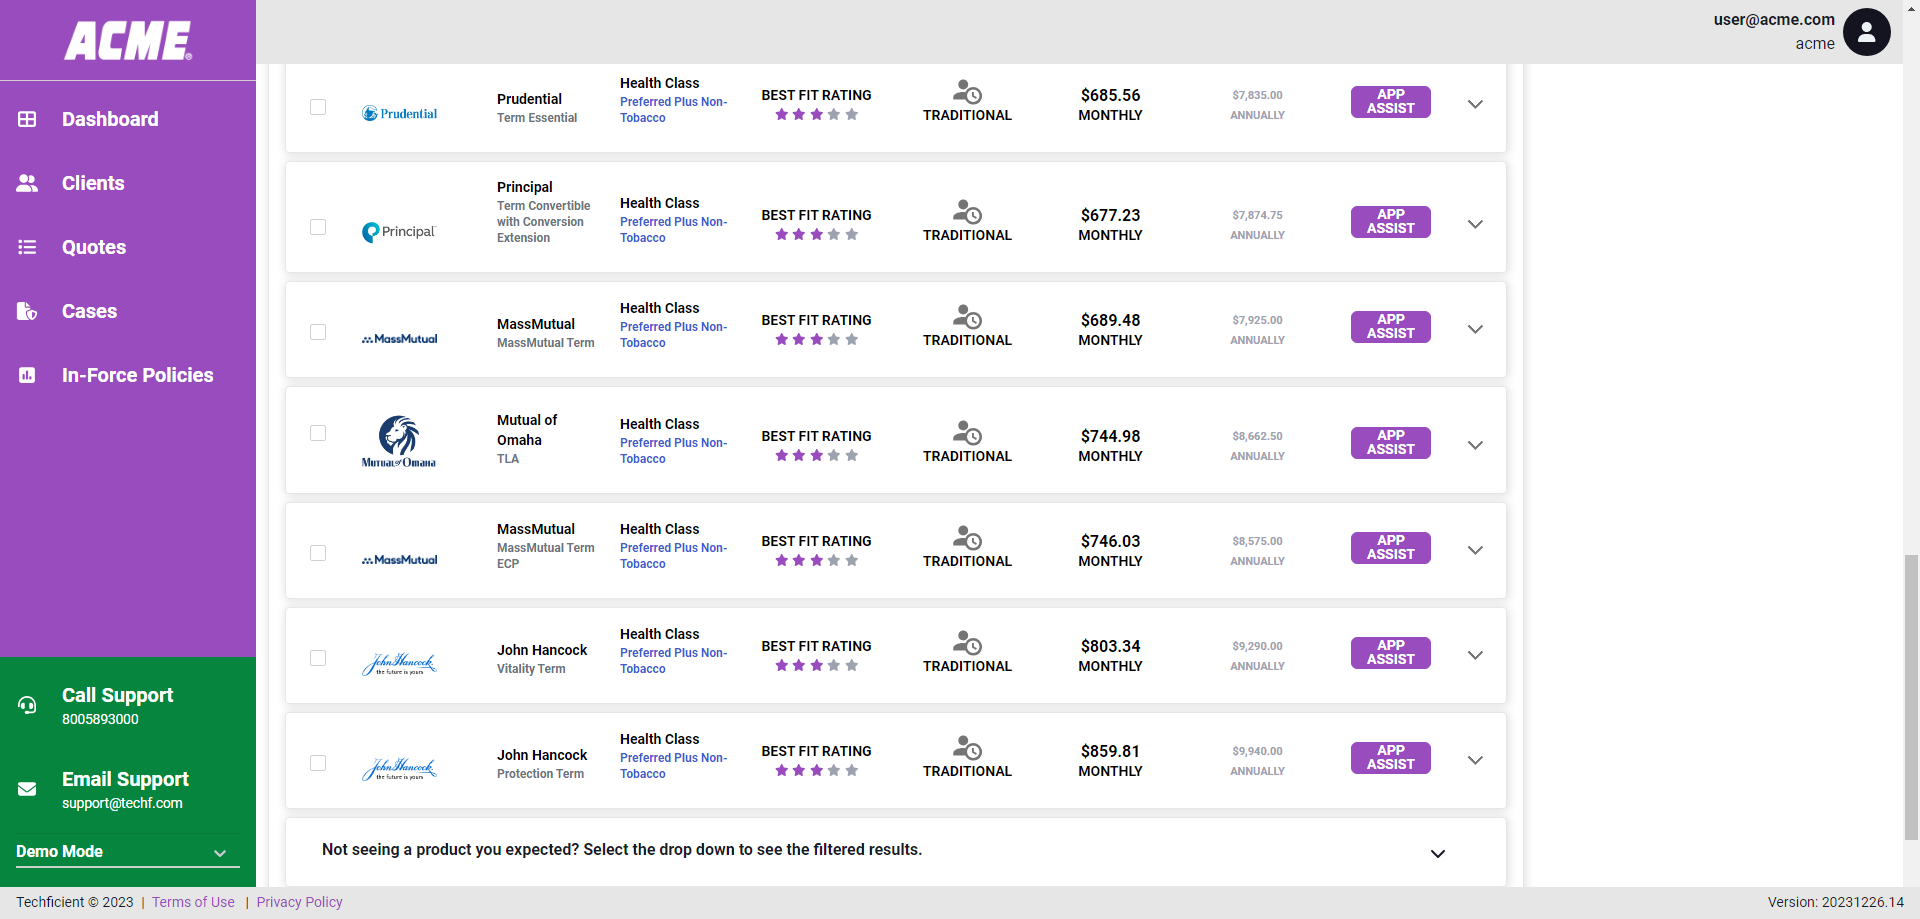 ACME
user@acme.com
acme
Dashboard
Clients
Quotes
Cases
In-Force Policies
Call Support
8005893000
Email Support
support@techf.com
Demo Mode
Prudential
Prudential
Term Essential
Health Class
Preferred Plus Non-
Tobacco
BEST FIT RATING
TRADITIONAL
$685.56
MONTHLY
$7,835.00
ANNUALLY
APP
ASSIST
Principal
Principal
Term Convertible
with Conversion
Extension
Health Class
Preferred Plus Non-
Tobacco
BEST FIT RATING
TRADITIONAL
$677.23
MONTHLY
$7,874.75
ANNUALLY
APP
ASSIST
MassMutual
MassMutual
MassMutual Term
Health Class
Preferred Plus Non-
Tobacco
BEST FIT RATING
TRADITIONAL
$689.48
MONTHLY
$7,925.00
ANNUALLY
APP
ASSIST
Mutual of Omaha
Mutual of
Omaha
TLA
Health Class
Preferred Plus Non-
Tobacco
BEST FIT RATING
TRADITIONAL
$744.98
MONTHLY
$8,662.50
ANNUALLY
APP
ASSIST
MassMutual
MassMutual
MassMutual Term
ECP
Health Class
Preferred Plus Non-
Tobacco
BEST FIT RATING
TRADITIONAL
$746.03
MONTHLY
$8,575.00
ANNUALLY
APP
ASSIST
John Hancock
the future is yours
John Hancock
Vitality Term
Health Class
Preferred Plus Non-
Tobacco
BEST FIT RATING
TRADITIONAL
$803.34
MONTHLY
$9,290.00
ANNUALLY
APP
ASSIST
John Hancock
the future is yours
John Hancock
Protection Term
Health Class
Preferred Plus Non-
Tobacco
BEST FIT RATING
TRADITIONAL
$859.81
MONTHLY
$9,940.00
ANNUALLY
APP
ASSIST
Not seeing a product you expected? Select the drop down to see the filtered results.
Techficient © 2023 | Terms of Use | Privacy Policy
Version: 20231226.14